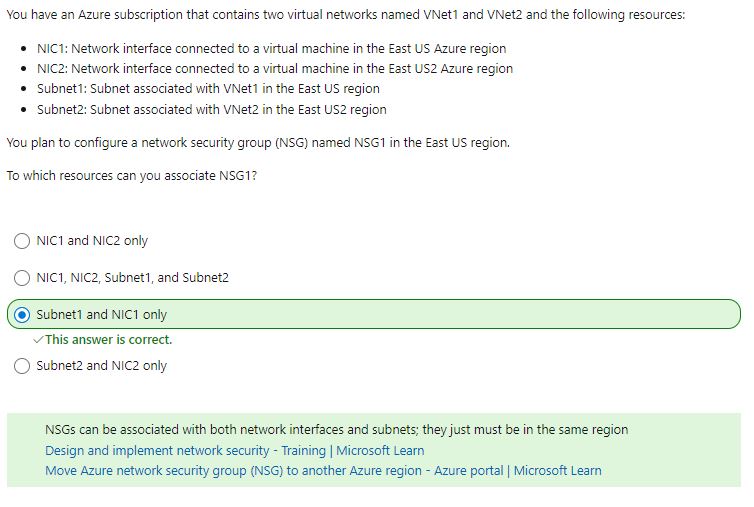 You have an Azure subscription that contains two virtual networks named VNet1 and VNet2 and the following resources:
• NIC1: Network interface connected to a virtual machine in the East US Azure region
• NIC2: Network interface connected to a virtual machine in the East US2 Azure region
• Subnet1: Subnet associated with VNet1 in the East US region
• Subnet2: Subnet associated with VNet2 in the East US2 region
You plan to configure a network security group (NSG) named NSG1 in the East US region.
To which resources can you associate NSG1?
NIC1 and NIC2 only
NIC1, NIC2, Subnet1, and Subnet2
Subnet1 and NIC1 only
✓This answer is correct.
Subnet2 and NIC2 only
NSGs can be associated with both network interfaces and subnets; they just must be in the same region
Design and implement network security - Training | Microsoft Learn
Move Azure network security group (NSG) to another Azure region - Azure portal | Microsoft Learn